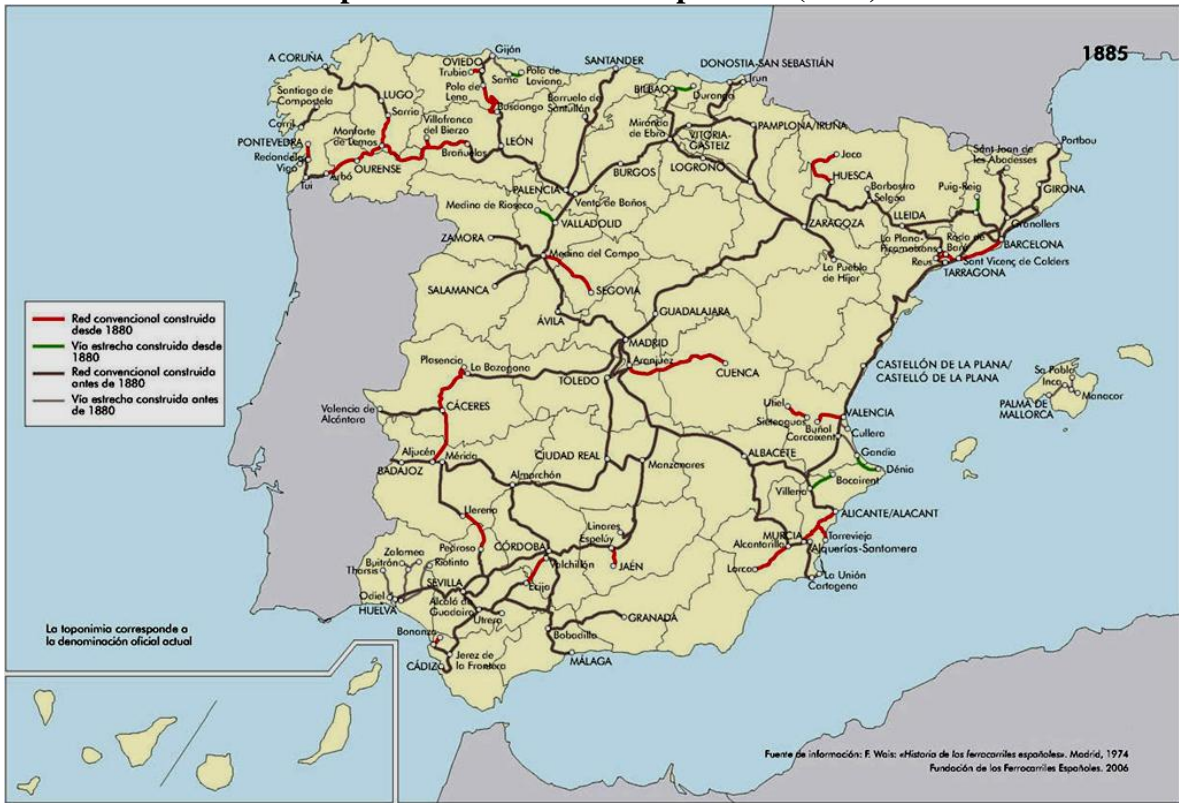 1885
A CORUÑA
Gijón
OVIEDO
Trubia
Sama
Pola de
Laviana
SANTANDER
DONOSTIA-SAN SEBASTIÁN
Irun
Santiago de
Compostela
LUGO
Sarria
Pola de
Lena
Busdongo
Barruelo de
Santullán
BILBAO
Durango
Carril
PONTEVEDRA
Redondela
Vigo
Tui
Arbó
Monforte
de Lemos
OURENSE
Villafranca
del Bierzo
Brañuelas
LEÓN
Miranda
de Ebro
VITORIA-
GASTEIZ
PAMPLONA/IRUÑA
LOGROÑO
BURGOS
Jaca
HUESCA
Barbastro
Selgua
Sant Joan de
les Abadesses
Portbou
Puig-Reig
GIRONA
PALENCIA
Venta de Baños
Medina de Rioseco
VALLADOLID
ZARAGOZA
LLEIDA
Granollers
La Plana-
Picamoixons
Roda de
Barà
BARCELONA
Reus
Sant Vicenç de Calders
TARRAGONA
ZAMORA
Medina del Campo
La Puebla
de Híjar
SALAMANCA
SEGOVIA
ÁVILA
GUADALAJARA
MADRID
Red convencional construida
desde 1880
Vía estrecha construida desde
1880
Red convencional construida
antes de 1880
Vía estrecha construida antes
de 1880
Plasencia
La Bazagona
Aranjuez
TOLEDO
CUENCA
CASTELLÓN DE LA PLANA/
CASTELLÓ DE LA PLANA
Sa Pobla
Inca
Manacor
PALMA DE
MALLORCA
Valencia de
Alcántara
CÁCERES
Utiel
Sieteaguas
Buñol
VALENCIA
Carcaixent
Cullera
Aljucén
Mérida
BADAJOZ
CIUDAD REAL
Almorchón
Manzanares
ALBACETE
Gandia
Dénia
Bocairent
Villena
Llerena
Linares
Espelúy
ALICANTE/ALACANT
MURCIA
Torrevieja
Alcantarilla
Alquerías-Santomera
Pedroso
CÓRDOBA
Valchillón
JAÉN
Lorca
La Unión
Cartagena
Zalamea
Buitrón
Riotinto
Tharsis
SEVILLA
Ecija
Odiel
HUELVA
Alcalá de
Guadaira
Utrera
GRANADA
Bobadilla
Bonanza
Jerez de
la Frontera
CÁDIZ
MÁLAGA
La toponimia corresponde a
la denominación oficial actual
Fuente de información: F. Wais: «Historia de los ferrocarriles españoles». Madrid, 1974
Fundación de los Ferrocarriles Españoles. 2006